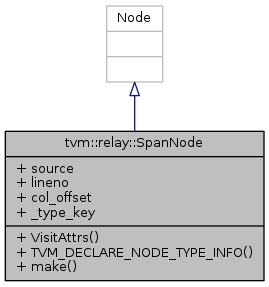 Node
tvm::relay::SpanNode
+ source
+ lineno
+ col_offset
+ _type_key
+ VisitAttrs()
+ TVM_DECLARE_NODE_TYPE_INFO()
+ make()